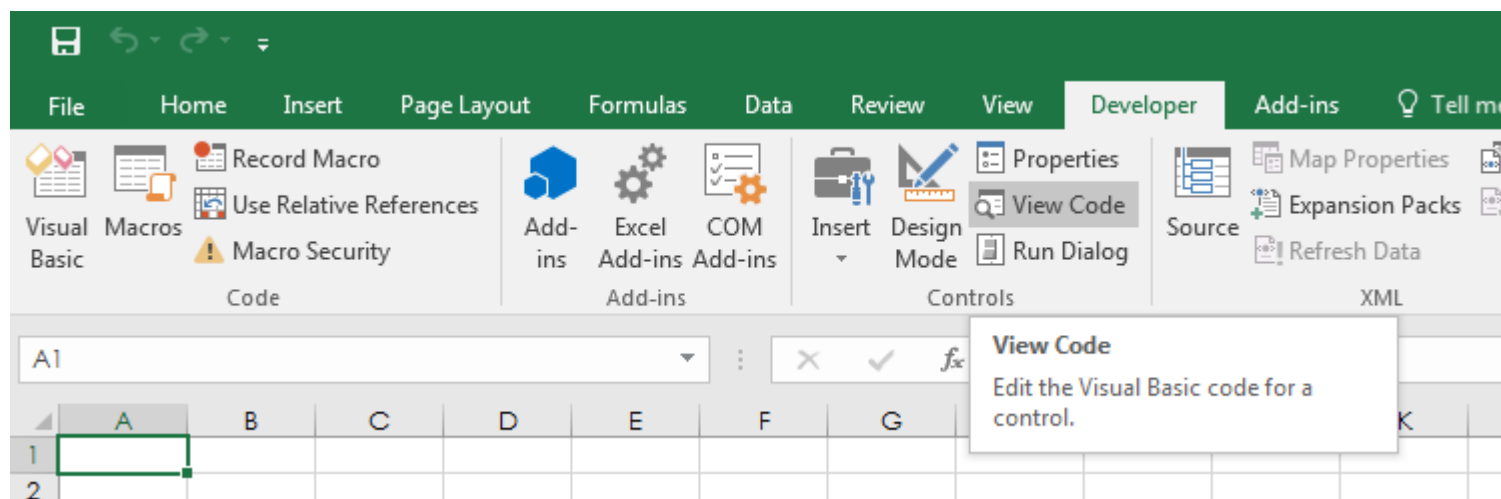 File Home Insert Page Layout Formulas Data Review View Developer Add-ins Tell me
Record Macro
Use Relative References
Macro Security
Visual Basic
Macros
Code
Add-ins
Excel Add-ins
COM Add-ins
Add-ins
Insert
Design Mode
Properties
View Code
Run Dialog
Controls
Source
Map Properties
Expansion Packs
Refresh Data
XML
A1
fx
View Code
Edit the Visual Basic code for a
control.
A B C D E F G K
1
2